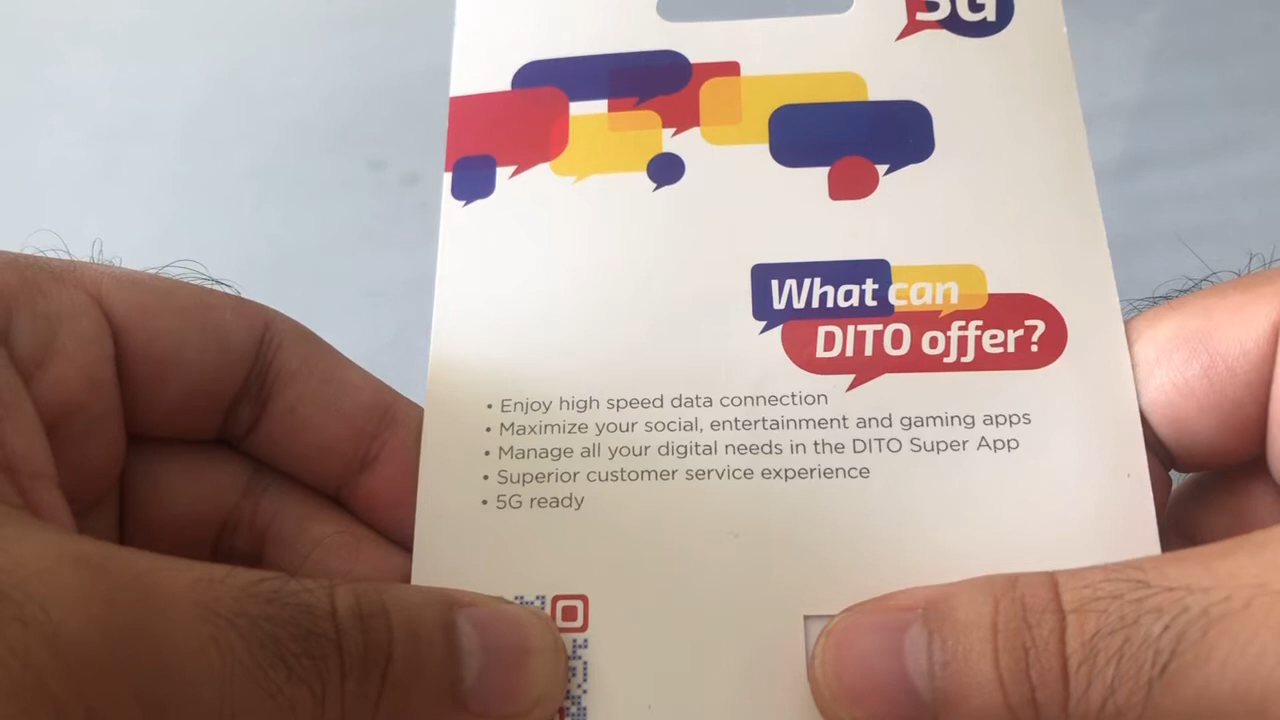 5G
What can
DITO offer?
• Enjoy high speed data connection
• Maximize your social, entertainment and gaming apps
• Manage all your digital needs in the DITO Super App
• Superior customer service experience
• 5G ready